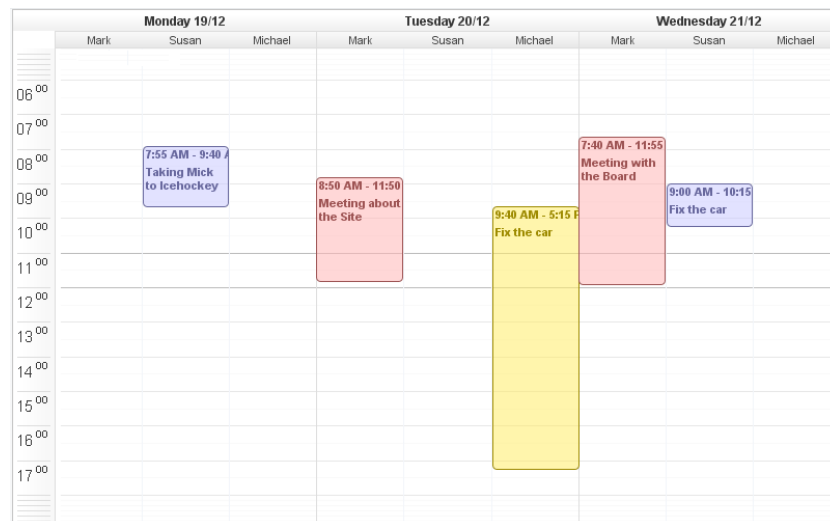 Monday 19/12 Tuesday 20/12 Wednesday 21/12
Mark Susan Michael Mark Susan Michael Mark Susan Michael
06 00
07 00
08 00
09 00
10 00
11 00
12 00
13 00
14 00
15 00
16 00
17 00
7:55 AM - 9:40 A
Taking Mick
to Icehockey
8:50 AM - 11:50
Meeting about
the Site
9:40 AM - 5:15 P
Fix the car
7:40 AM - 11:55
Meeting with
the Board
9:00 AM - 10:15
Fix the car